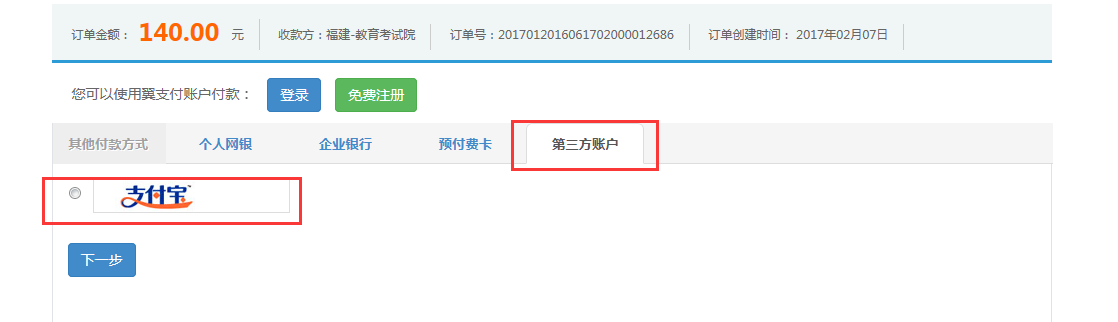 订单金额： 140.00 元 收款方：福建-教育考试院 订单号：2017012016061702000012686 订单创建时间： 2017年02月07日
您可以使用翼支付账户付款： 登录 免费注册
其他付款方式 个人网银 企业银行 预付费卡 第三方账户
支付宝
下一步